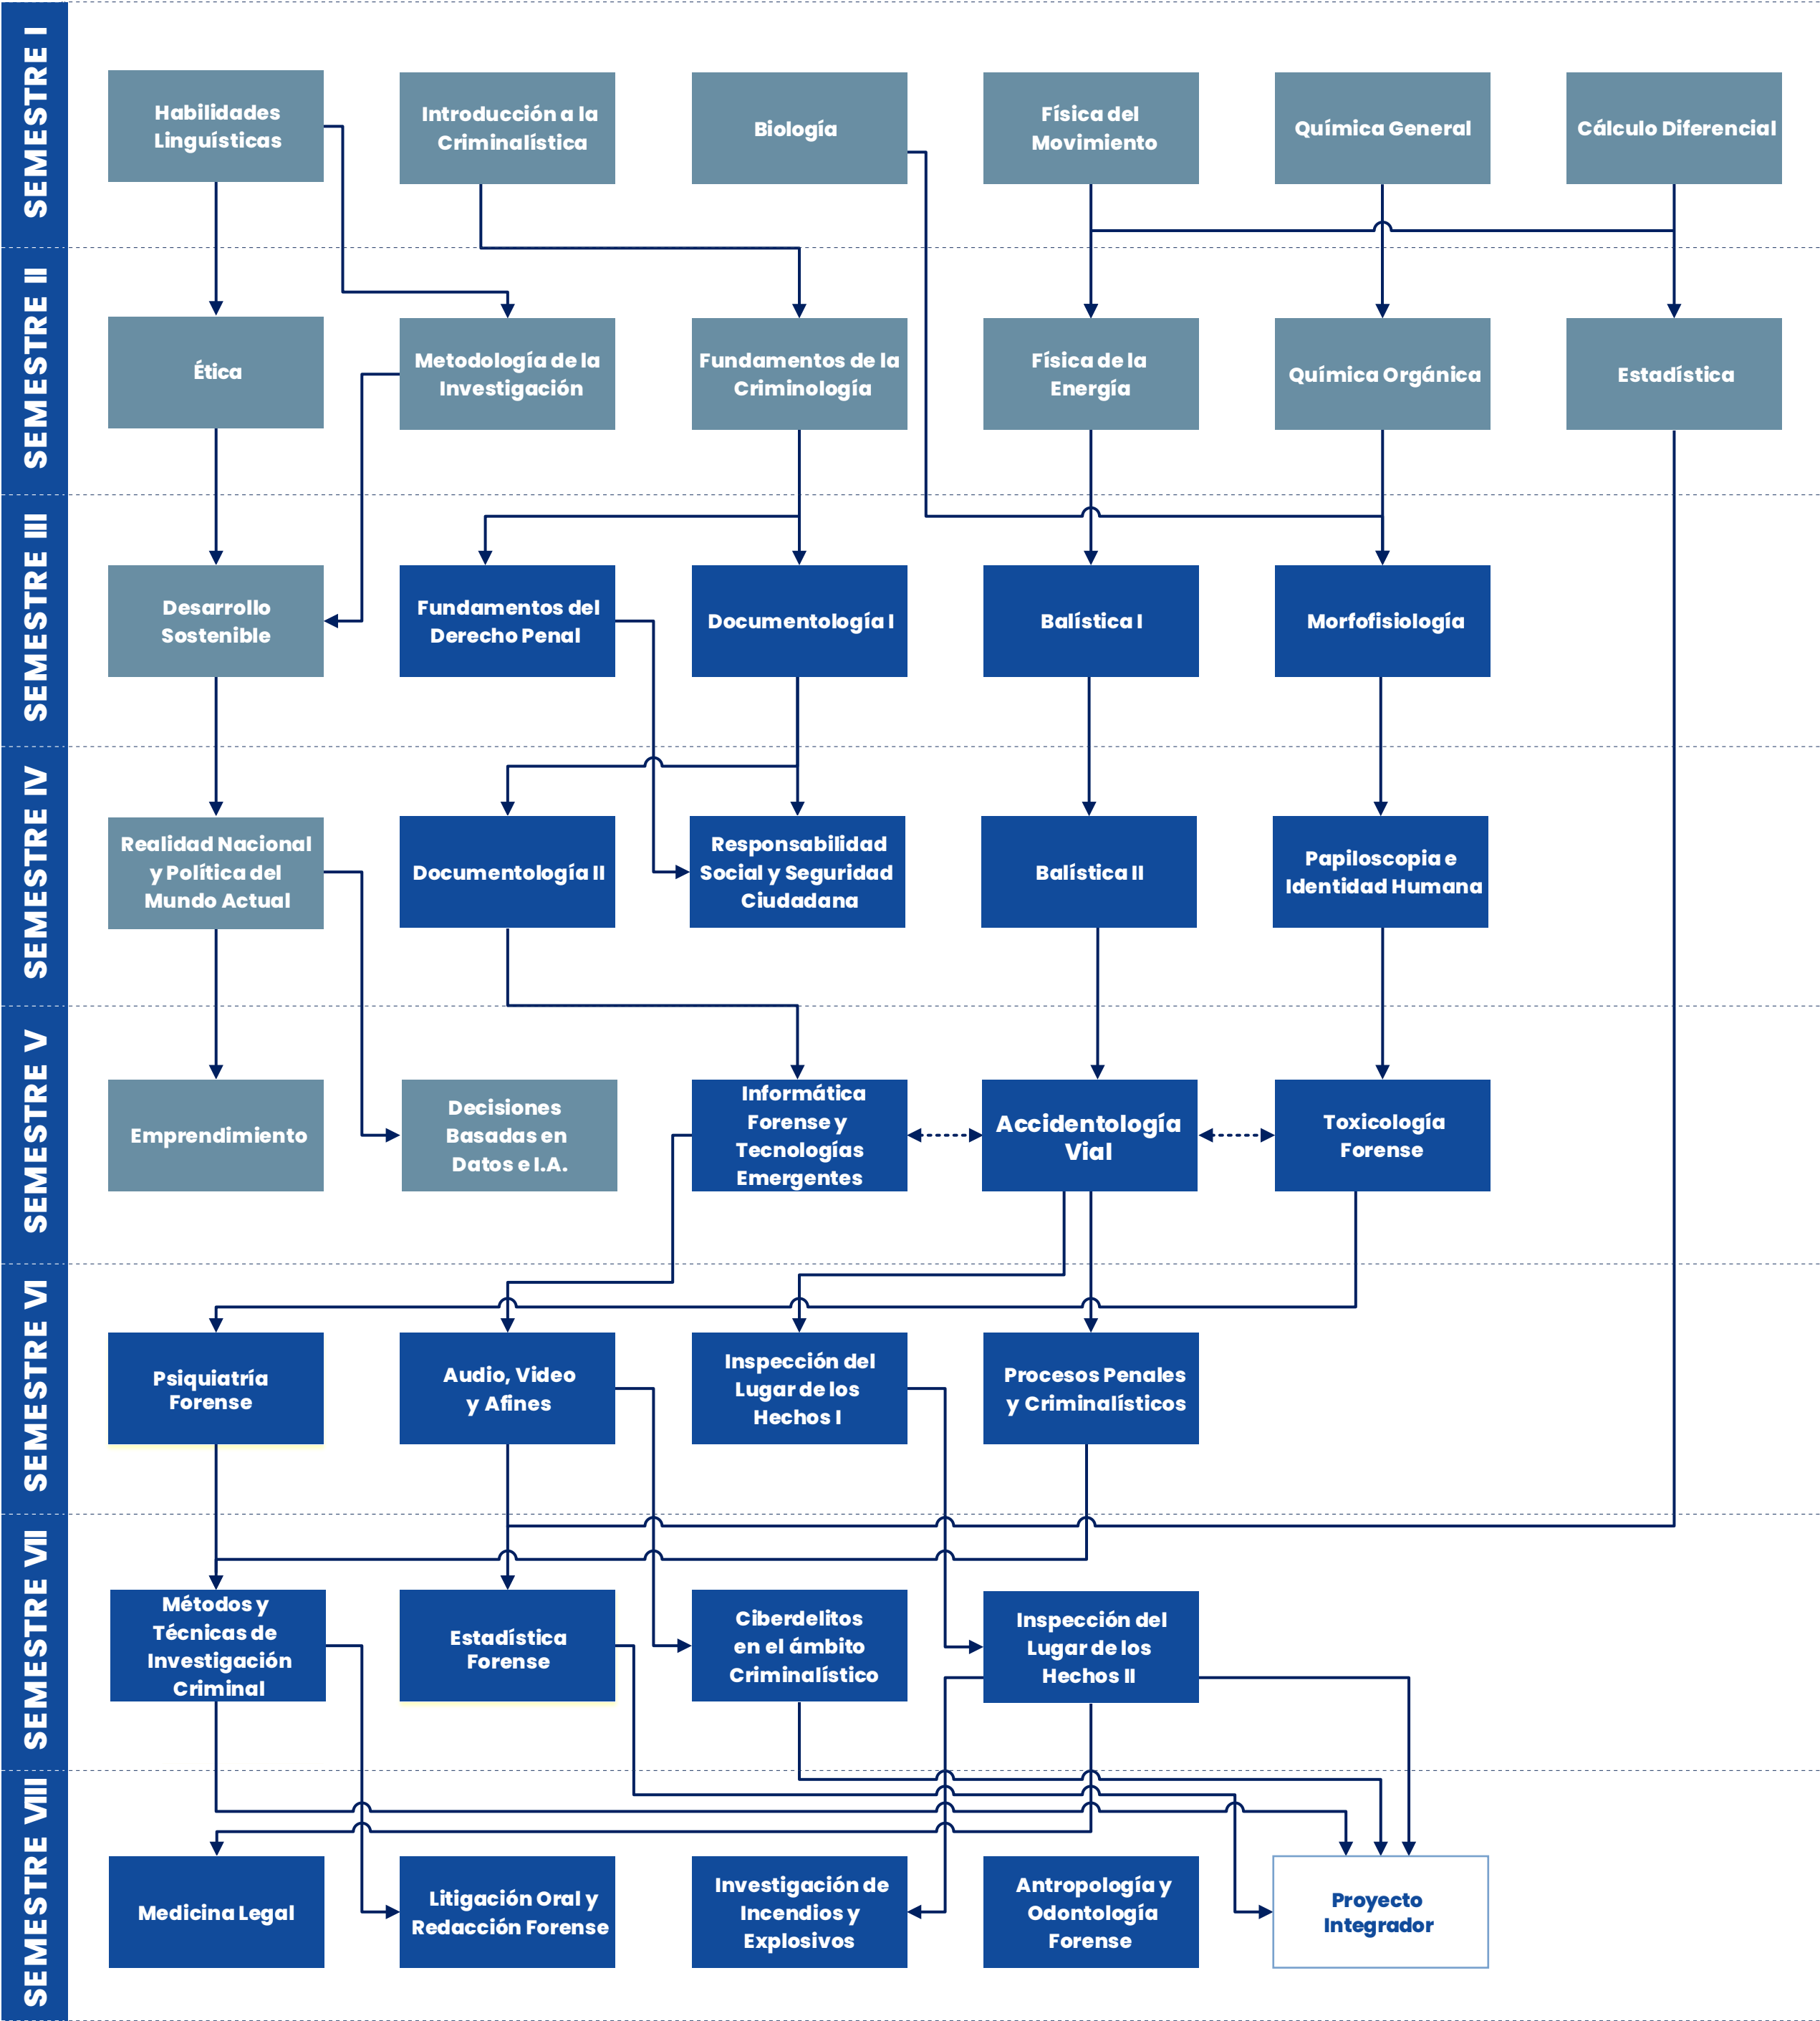 SEMESTRE I
Habilidades
Linguísticas
Introducción a la
Criminalística
Biología
Física del
Movimiento
Química General
Cálculo Diferencial
SEMESTRE II
Ética
Metodología de la
Investigación
Fundamentos de la
Criminología
Física de la
Energía
Química Orgánica
Estadística
SEMESTRE III
Desarrollo
Sostenible
Fundamentos del
Derecho Penal
Documentología I
Balística I
Morfofisiología
SEMESTRE IV
Realidad Nacional
y Política del
Mundo Actual
Documentología II
Responsabilidad
Social y Seguridad
Ciudadana
Balística II
Papiloscopia e
Identidad Humana
SEMESTRE V
Emprendimiento
Decisiones
Basadas en
Datos e I.A.
Informática
Forense y
Tecnologías
Emergentes
Accidentología
Vial
Toxicología
Forense
SEMESTRE VI
Psiquiatría
Forense
Audio, Video
y Afines
Inspección del
Lugar de los
Hechos I
Procesos Penales
y Criminalísticos
SEMESTRE VII
Métodos y
Técnicas de
Investigación
Criminal
Estadística
Forense
Ciberdelitos
en el ámbito
Criminalístico
Inspección del
Lugar de los
Hechos II
SEMESTRE VIII
Medicina Legal
Litigación Oral y
Redacción Forense
Investigación de
Incendios y
Explosivos
Antropología y
Odontología
Forense
Proyecto
Integrador